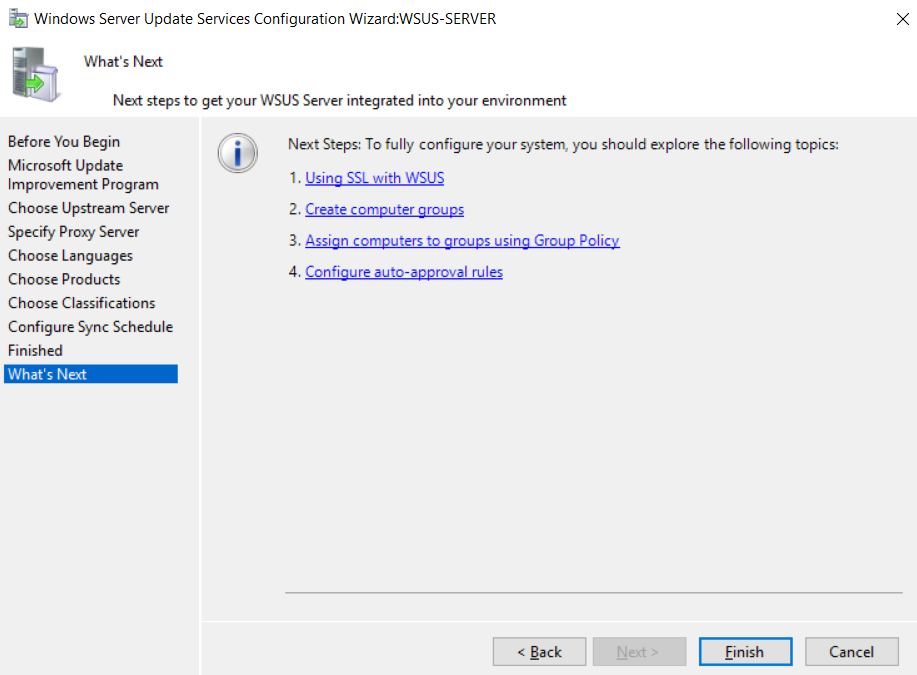 Windows Server Update Services Configuration Wizard:WSUS-SERVER
What's Next
Next steps to get your WSUS Server integrated into your environment
Before You Begin
Microsoft Update
Improvement Program
Choose Upstream Server
Specify Proxy Server
Choose Languages
Choose Products
Choose Classifications
Configure Sync Schedule
Finished
What's Next
Next Steps: To fully configure your system, you should explore the following topics:
1. Using SSL with WSUS
2. Create computer groups
3. Assign computers to groups using Group Policy
4. Configure auto-approval rules
< Back
Next >
Finish
Cancel